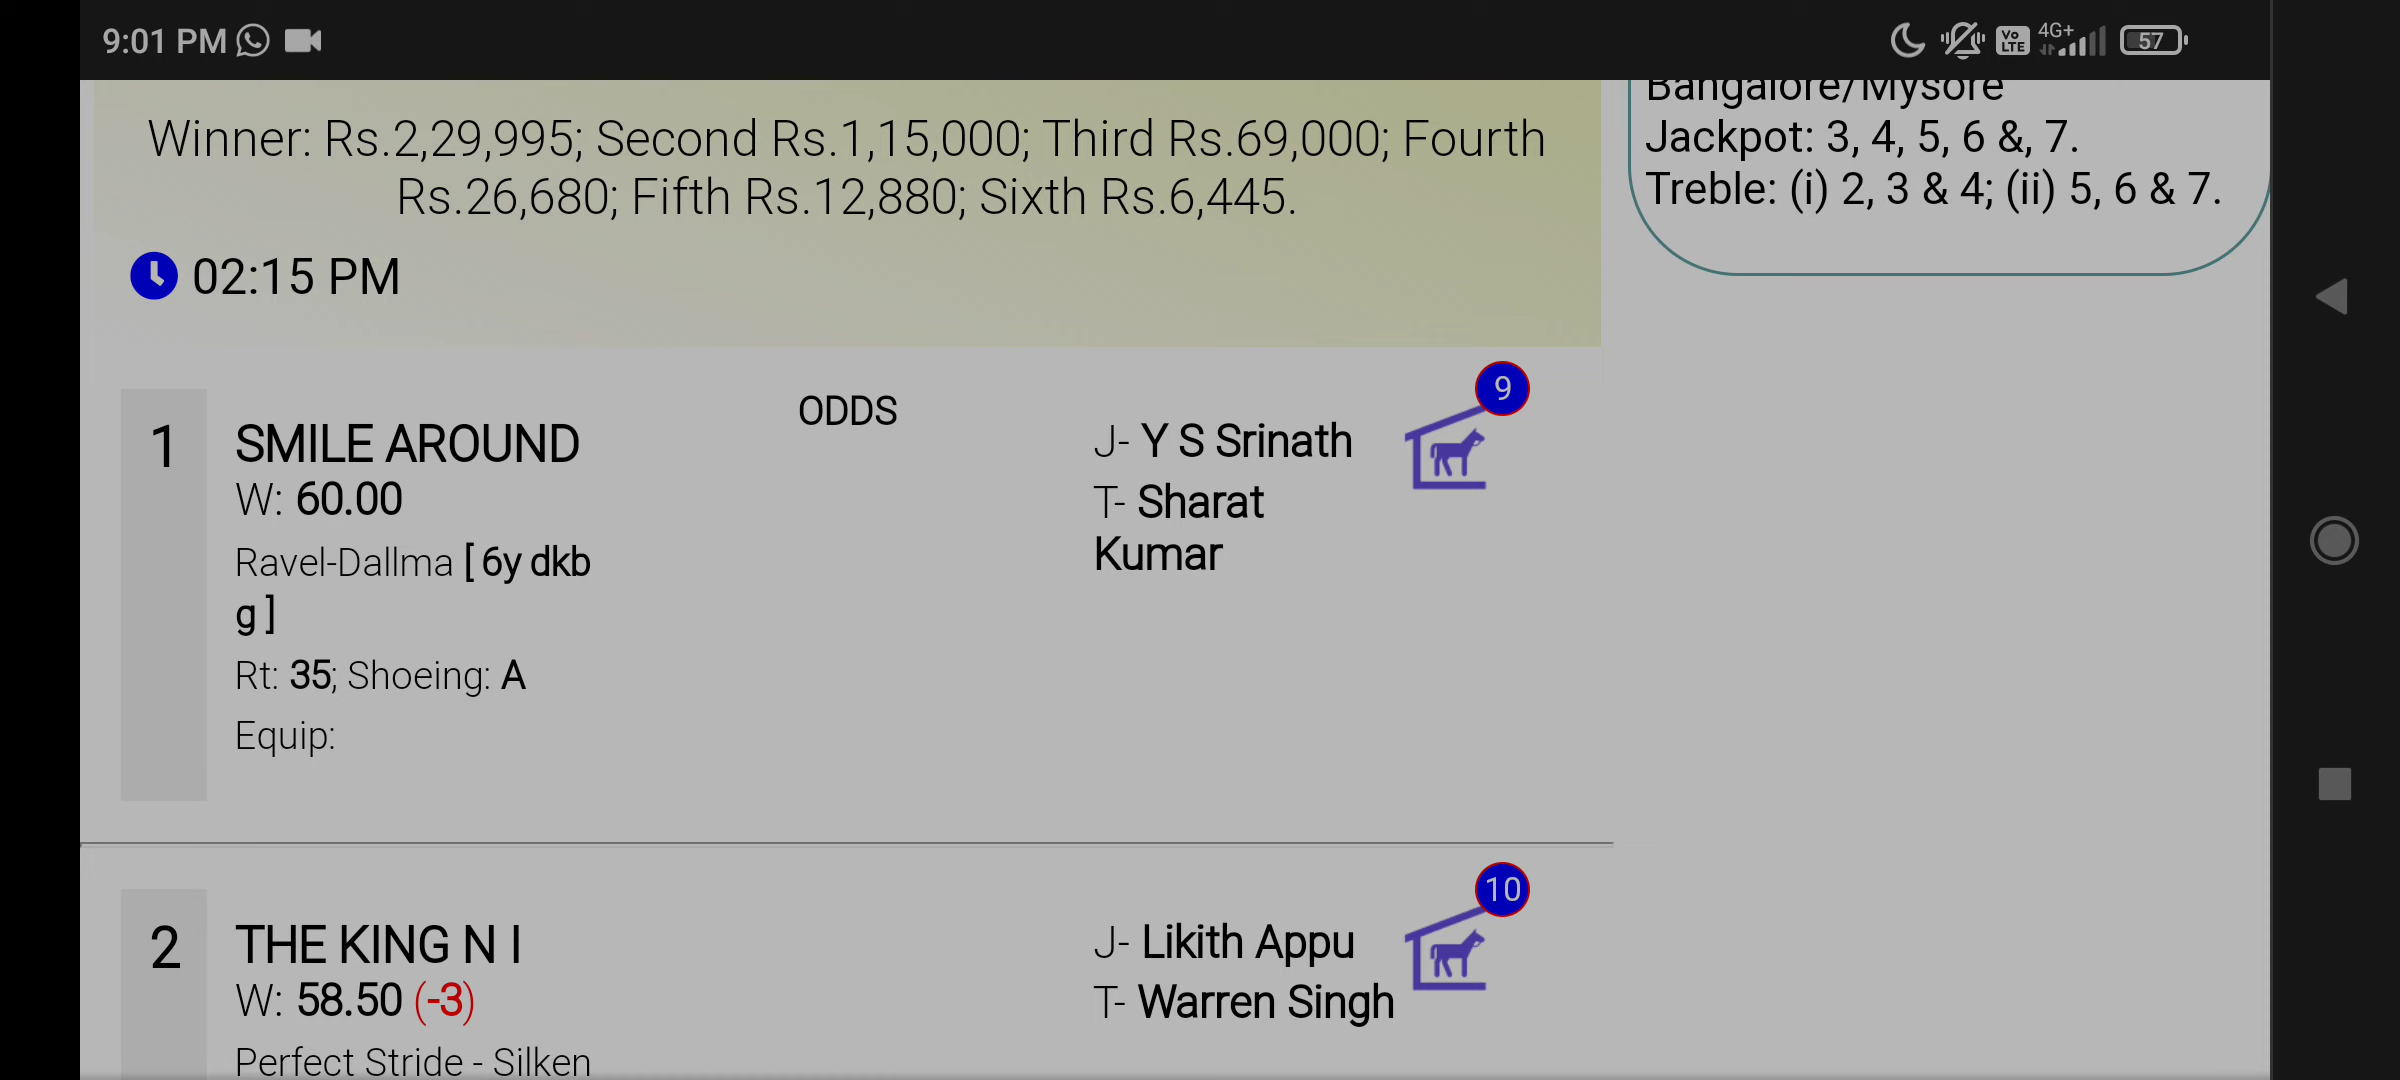 9:01 PM
4G+
Vo LTE
57
Winner: Rs.2,29,995; Second Rs.1,15,000; Third Rs.69,000; Fourth
Rs.26,680; Fifth Rs.12,880; Sixth Rs.6,445.
02:15 PM
Bangalore/Mysore
Jackpot: 3, 4, 5, 6 &, 7.
Treble: (i) 2, 3 & 4; (ii) 5, 6 & 7.
1
SMILE AROUND
W: 60.00
Ravel-Dallma [ 6y dkb
g ]
Rt: 35; Shoeing: A
Equip:
ODDS
J- Y S Srinath
T- Sharat
Kumar
9
2
THE KING N I
W: 58.50 (-3)
Perfect Stride - Silken
J- Likith Appu
T- Warren Singh
10